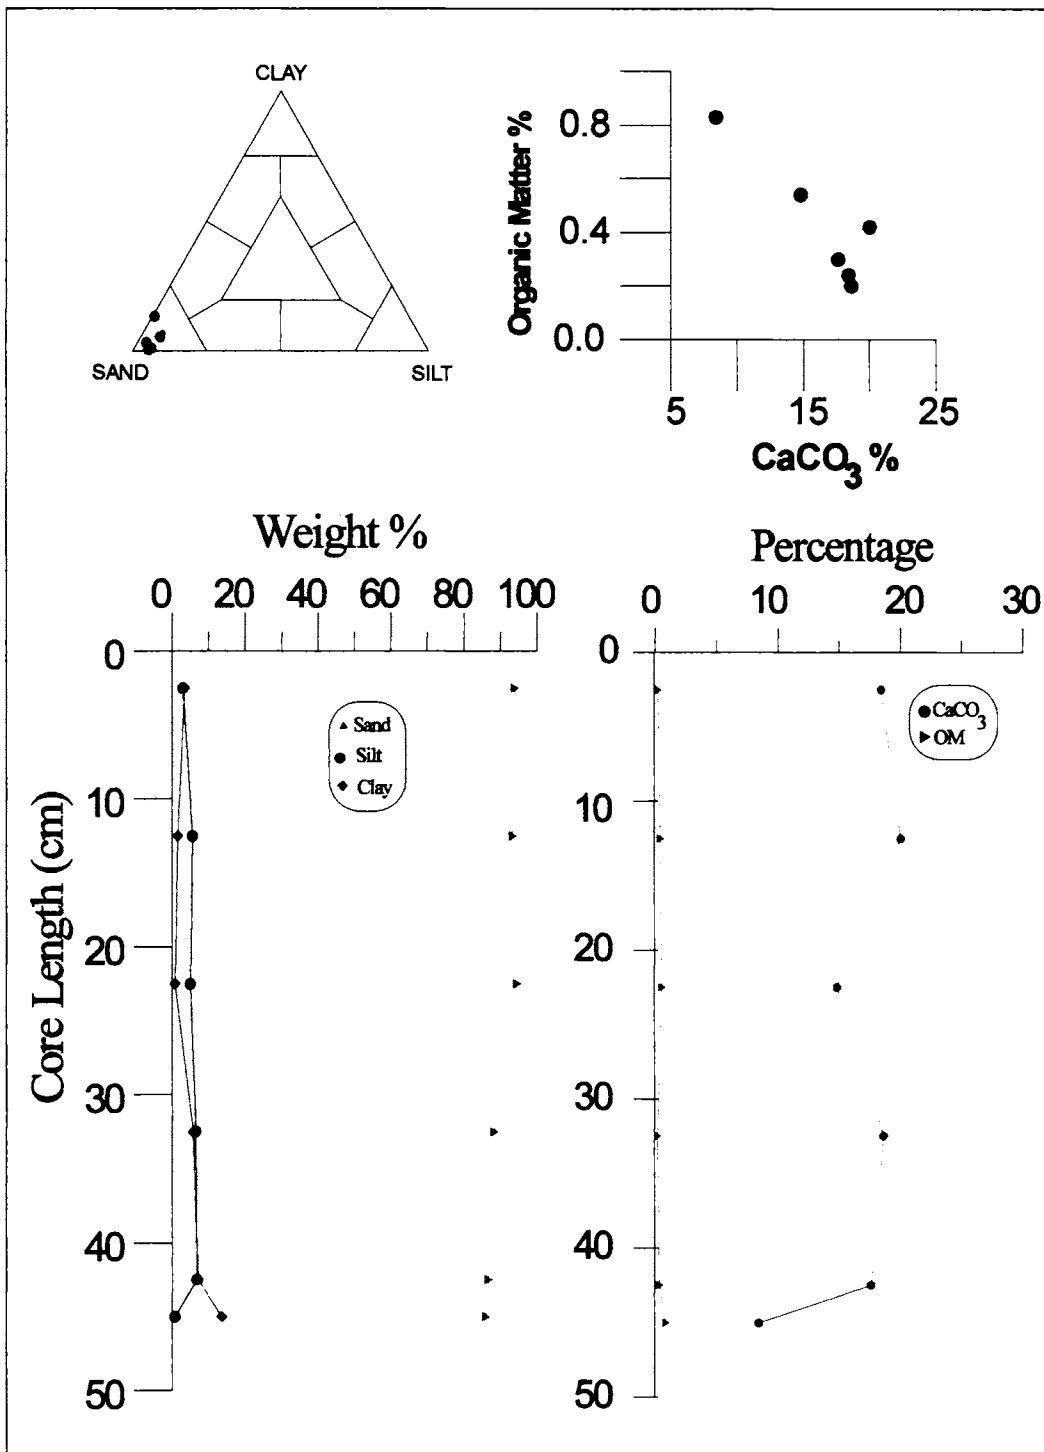 CLAY
SAND
SILT
Organic Matter %
0.8
0.4
0.0
5 15 25
CaCO3 %
Weight %
0 20 40 60 80 100
Core Length (cm)
0
10
20
30
40
50
Sand
Silt
Clay
Percentage
0 10 20 30
0
10
20
30
40
50
CaCO3
OM